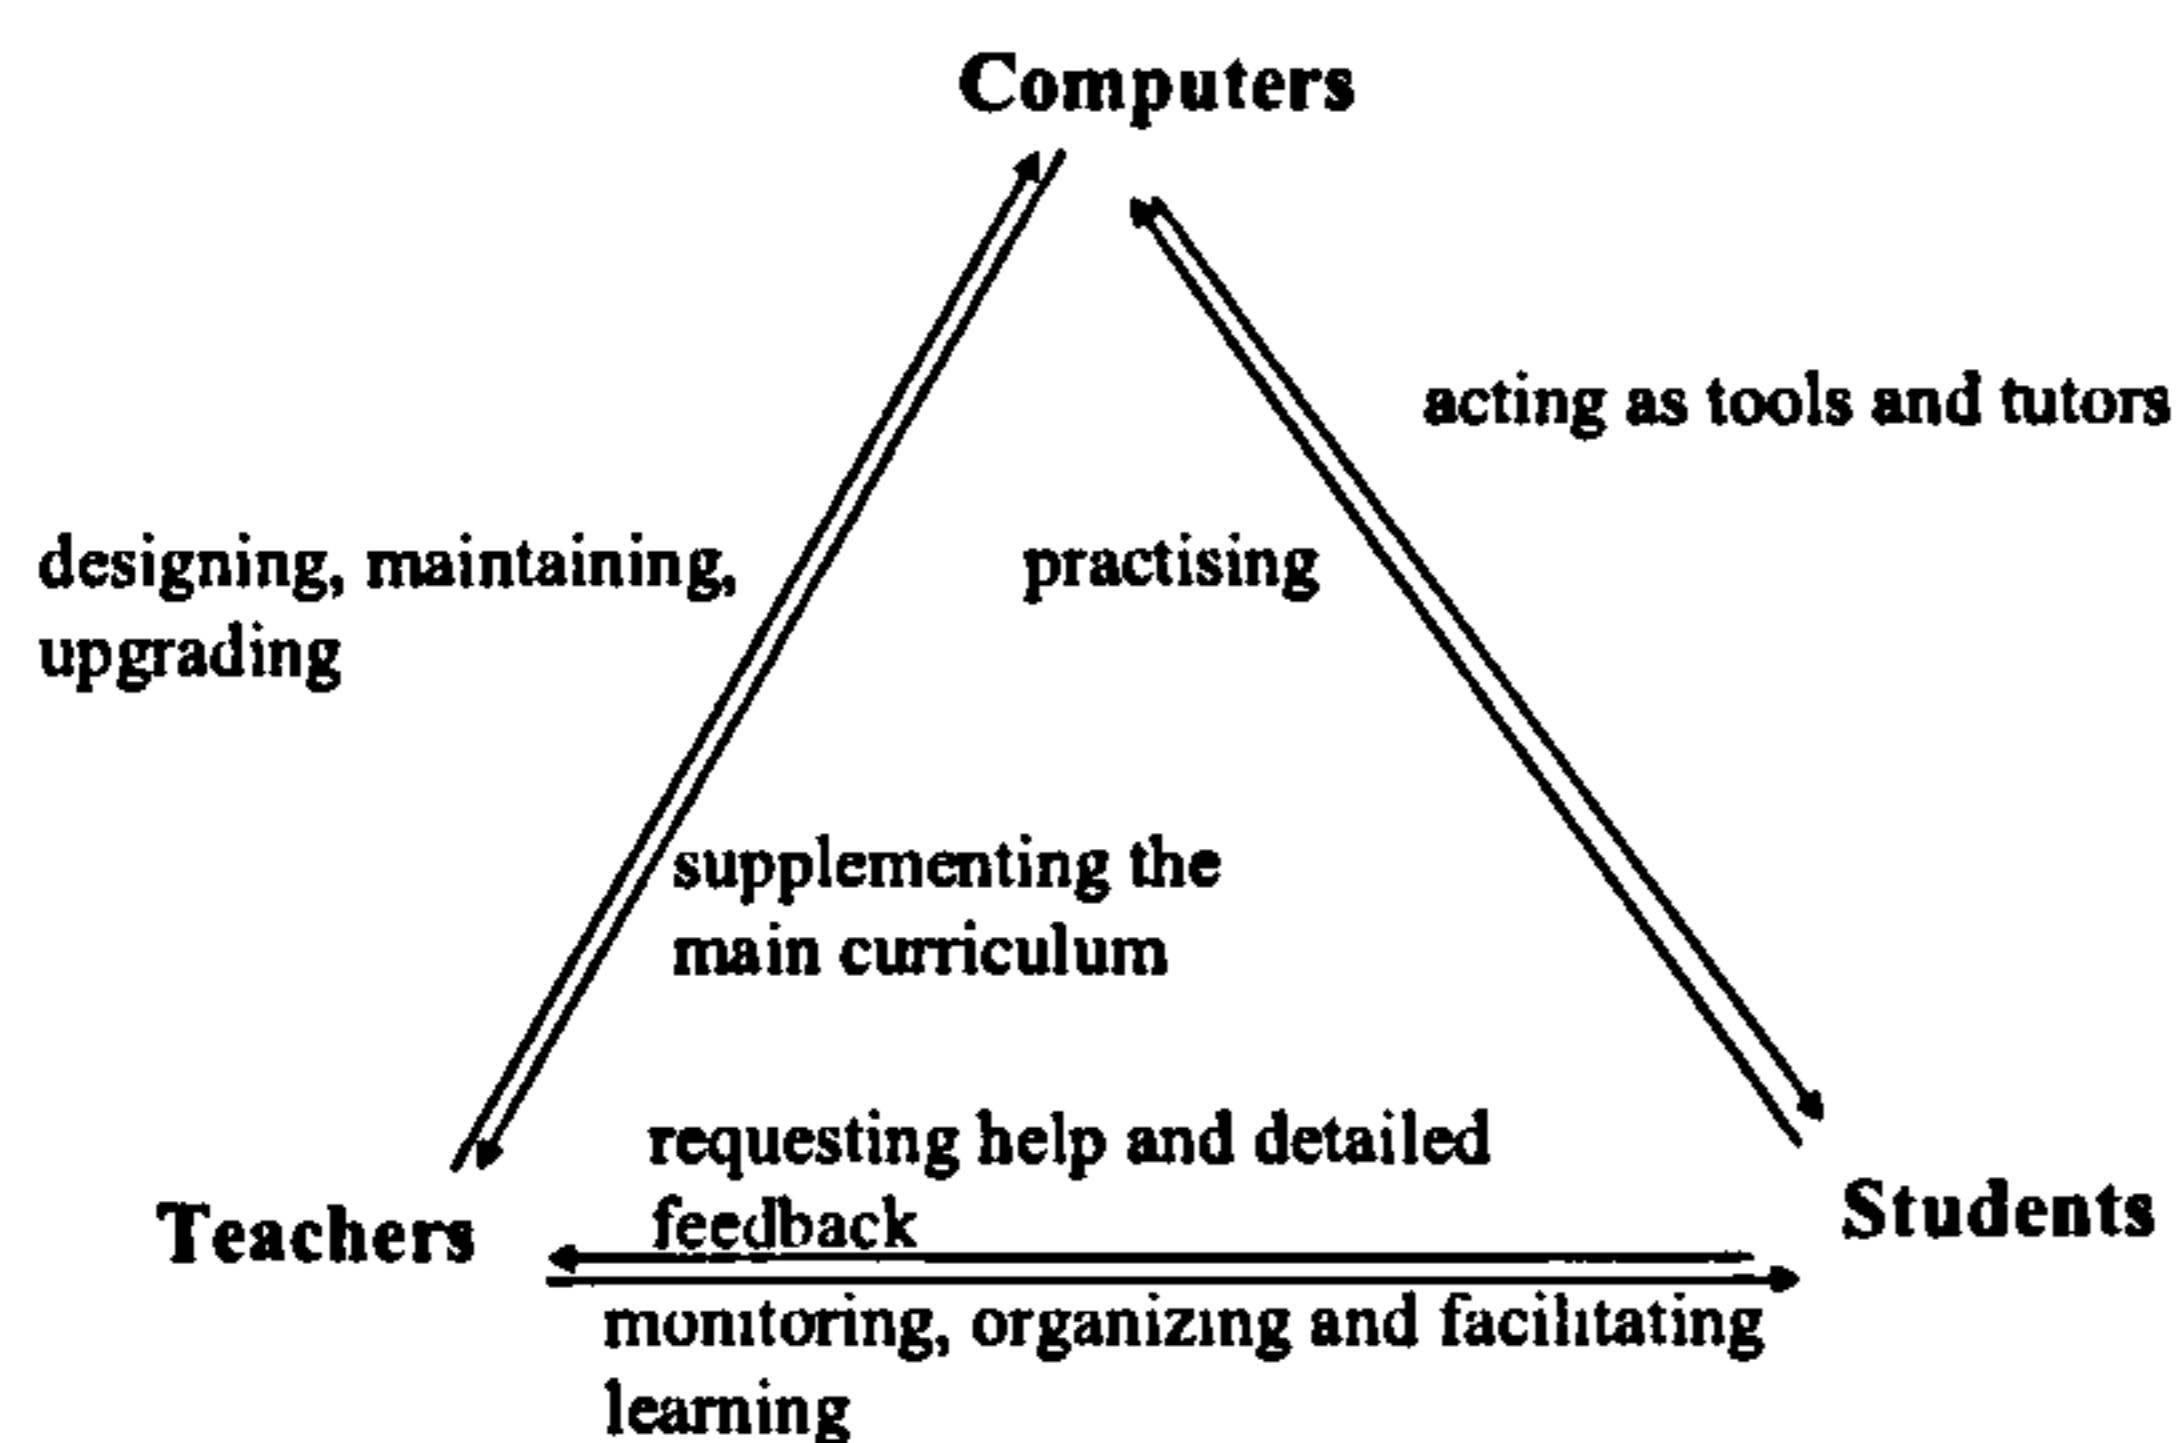 Computers
acting as tools and tutors
designing, maintaining,
upgrading
practising
supplementing the
main curriculum
requesting help and detailed
feedback
Teachers
Students
monitoring, organizing and facilitating
learning